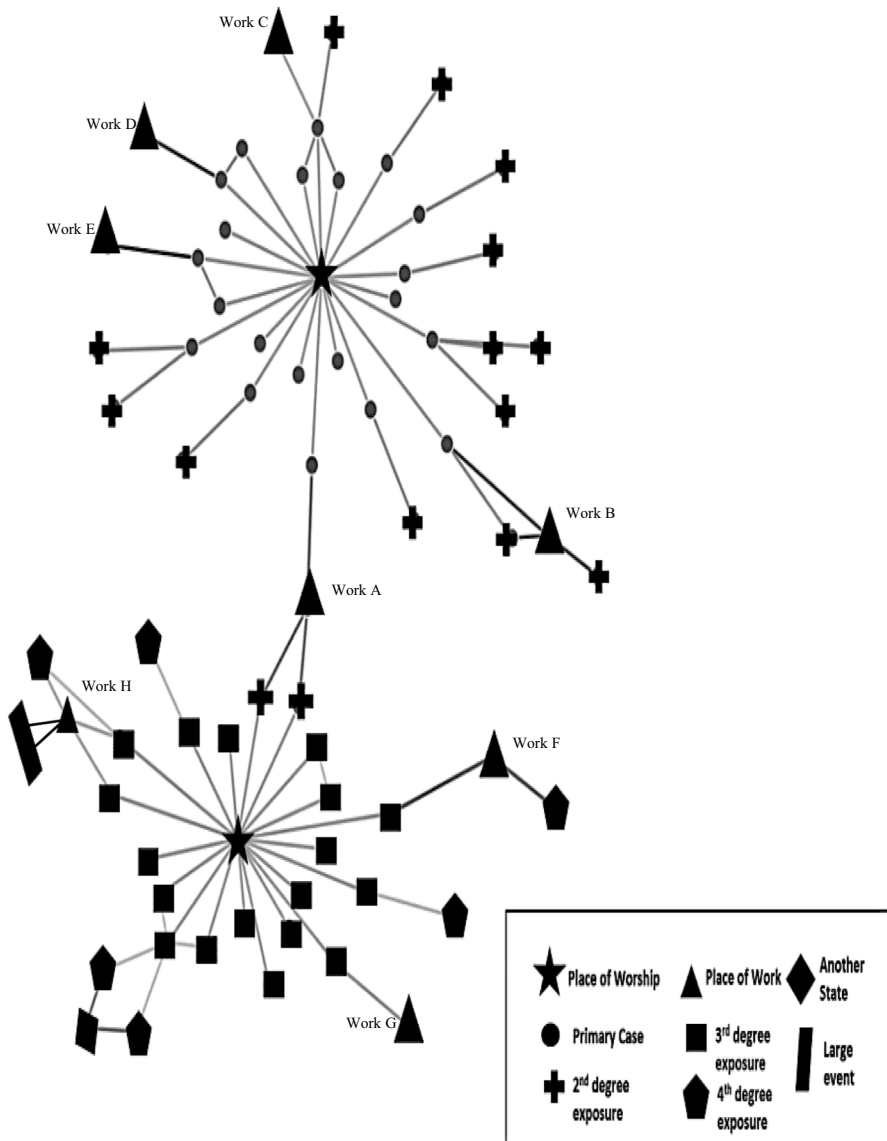 Work C
Work D
Work E
Work B
Work A
Work H
Work F
Work G
Place of Worship
Place of Work
Another
State
Primary Case
3rd degree
exposure
Large
event
2nd degree
exposure
4th degree
exposure